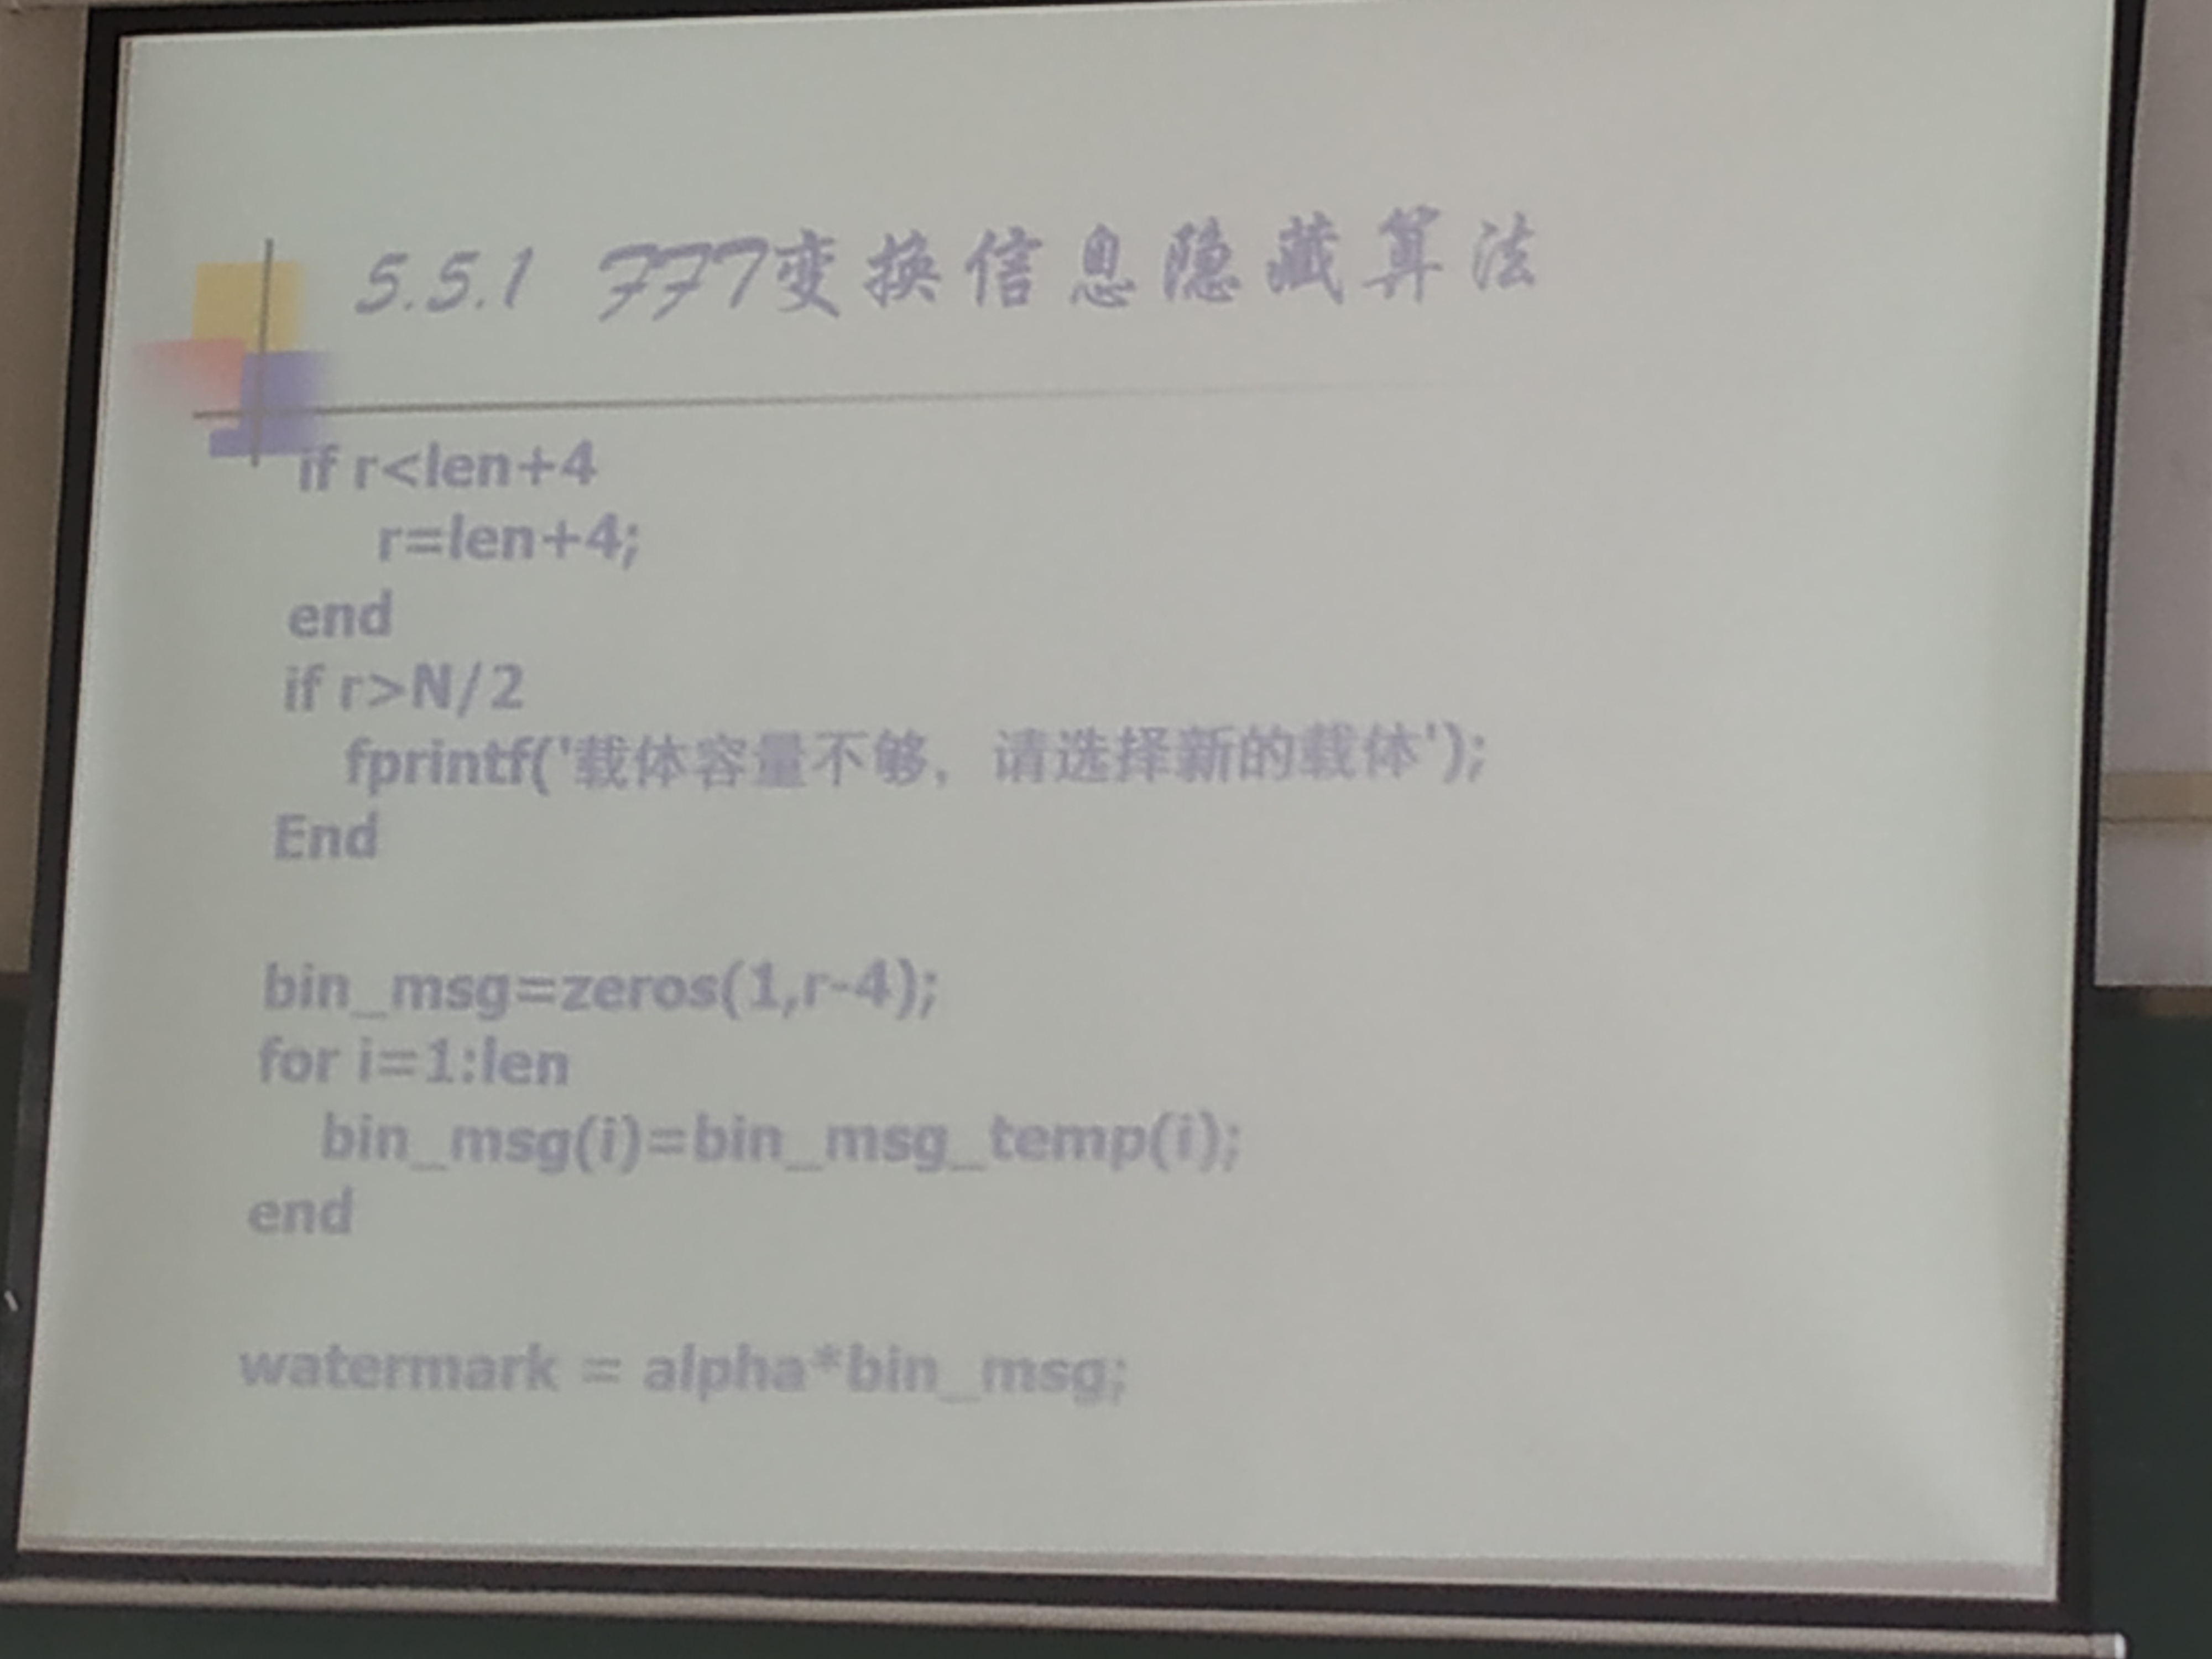 5.5.1 FFT变换信息隐藏算法
if r<len+4
r=len+4;
end
if r>N/2
fprintf('载体容量不够，请选择新的载体');
End
bin_msg=zeros(1,r-4);
for i=1:len
bin_msg(i)=bin_msg_temp(i);
end
watermark = alpha*bin_msg;